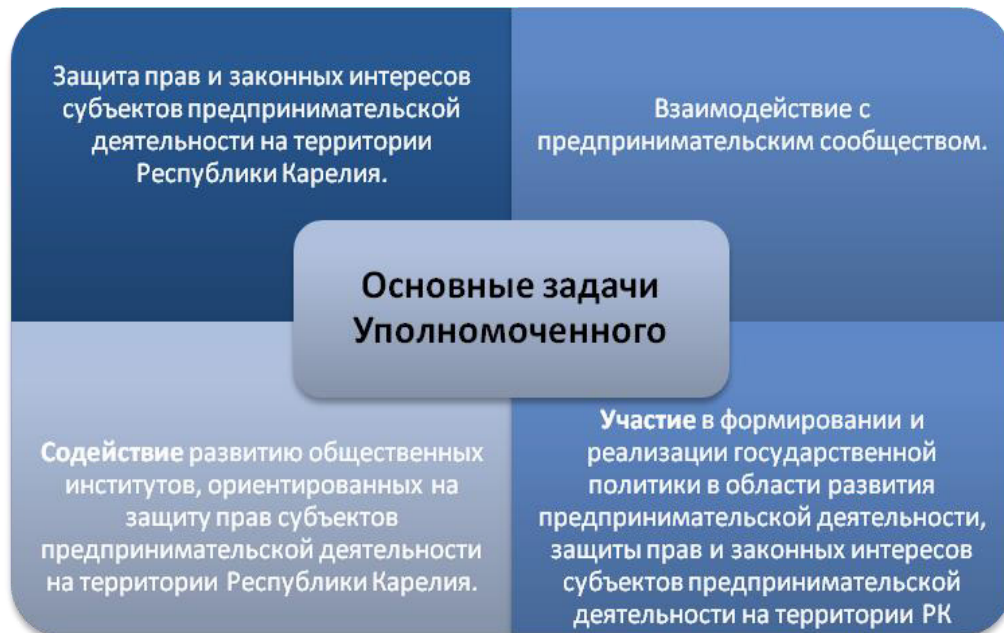 Защита прав и законных интересов
субъектов предпринимательской
деятельности на территории
Республики Карелия.
Взаимодействие с
предпринимательским сообществом.
Основные задачи
Уполномоченного
Содействие развитию общественных
институтов, ориентированных на
защиту прав субъектов
предпринимательской деятельности
на территории Республики Карелия.
Участие в формировании и
реализации государственной
политики в области развития
предпринимательской деятельности,
защиты прав и законных интересов
субъектов предпринимательской
деятельности на территории РК